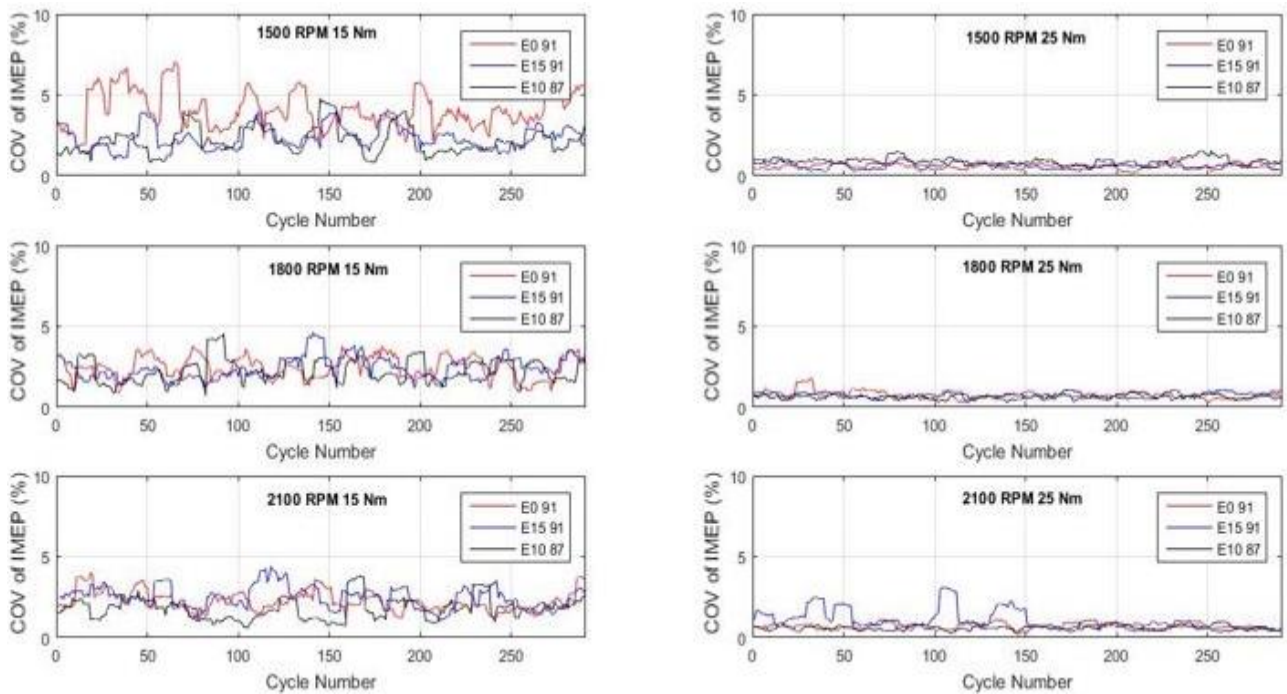 COV of IMEP (%)
10
5
0
1500 RPM 15 Nm
E0 91
E15 91
E10 87
0 50 100 150 200 250
Cycle Number
COV of IMEP (%)
10
5
0
1500 RPM 25 Nm
E0 91
E15 91
E10 87
0 50 100 150 200 250
Cycle Number
COV of IMEP (%)
10
5
0
1800 RPM 15 Nm
E0 91
E15 91
E10 87
0 50 100 150 200 250
Cycle Number
COV of IMEP (%)
10
5
0
1800 RPM 25 Nm
E0 91
E15 91
E10 87
0 50 100 150 200 250
Cycle Number
COV of IMEP (%)
10
5
0
2100 RPM 15 Nm
E0 91
E15 91
E10 87
0 50 100 150 200 250
Cycle Number
COV of IMEP (%)
10
5
0
2100 RPM 25 Nm
E0 91
E15 91
E10 87
0 50 100 150 200 250
Cycle Number